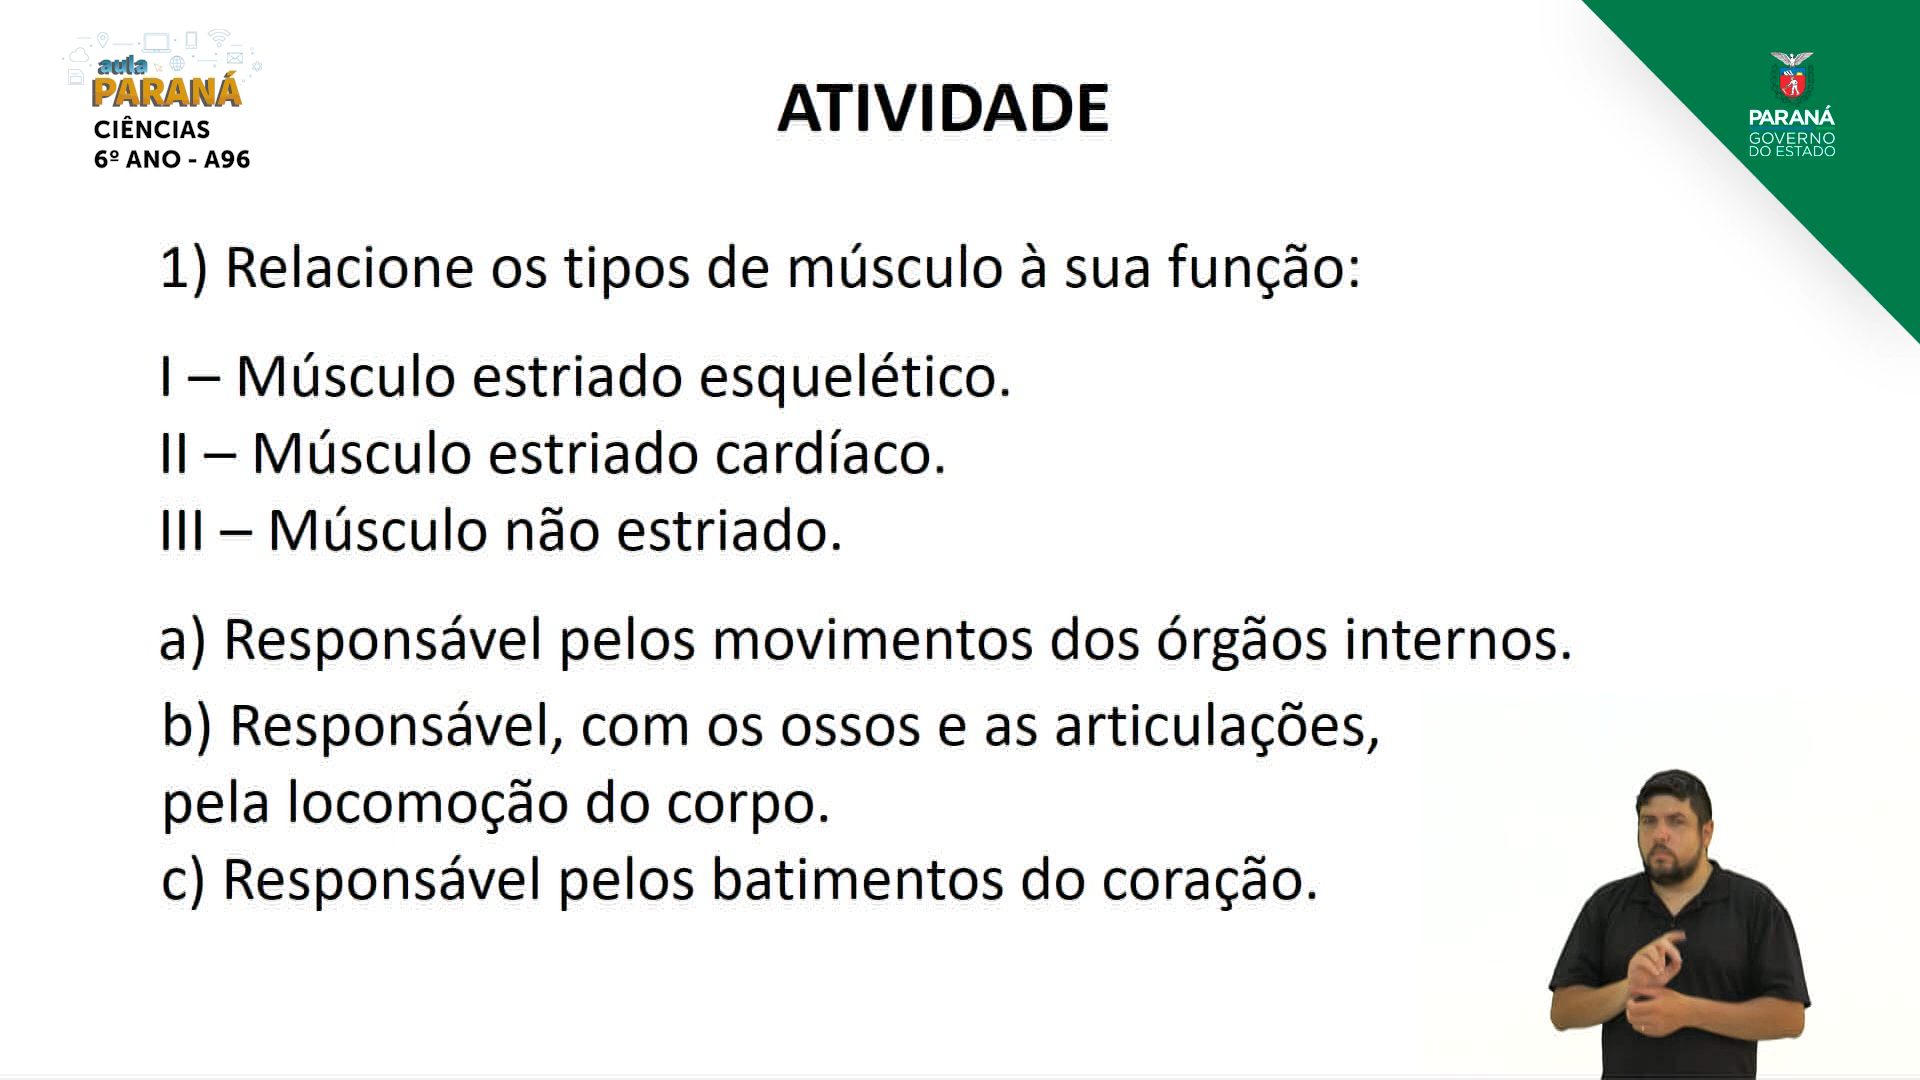 aula
PARANÁ
CIÊNCIAS
6º ANO - A96
ATIVIDADE
PARANÁ
GOVERNO
DO ESTADO
1) Relacione os tipos de músculo à sua função:
I – Músculo estriado esquelético.
II – Músculo estriado cardíaco.
III – Músculo não estriado.
a) Responsável pelos movimentos dos órgãos internos.
b) Responsável, com os ossos e as articulações,
pela locomoção do corpo.
c) Responsável pelos batimentos do coração.